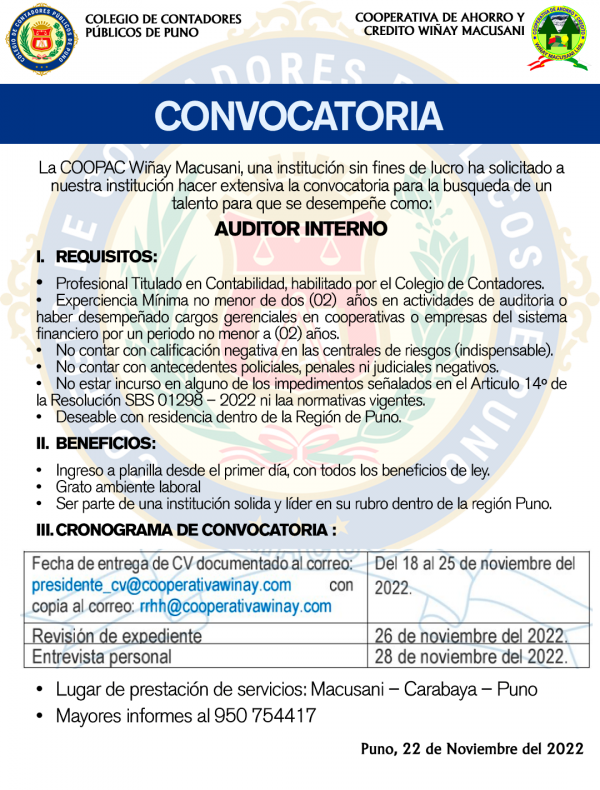 COLEGIO DE CONTADORES
PÚBLICOS DE PUNO
COOPERATIVA DE AHORRO Y
CREDITO WIÑAY MACUSANI
CONVOCATORIA
La COOPAC Wiñay Macusani, una institución sin fines de lucro ha solicitado a
nuestra institución hacer extensiva la convocatoria para la busqueda de un
talento para que se desempeñe como:
AUDITOR INTERNO
I. REQUISITOS:
• Profesional Titulado en Contabilidad, habilitado por el Colegio de Contadores.
• Experciencia Mínima no menor de dos (02) años en actividades de auditoria o
haber desempeñado cargos gerenciales en cooperativas o empresas del sistema
financiero por un periodo no menor a (02) años.
• No contar con calificación negativa en las centrales de riesgos (indispensable).
• No contar con antecedentes policiales, penales ni judiciales negativos.
• No estar incurso en alguno de los impedimentos señalados en el Articulo 14º de
la Resolución SBS 01298 – 2022 ni laa normativas vigentes.
• Deseable con residencia dentro de la Región de Puno.
II. BENEFICIOS:
• Ingreso a planilla desde el primer día, con todos los beneficios de ley.
• Grato ambiente laboral
• Ser parte de una institución solida y líder en su rubro dentro de la región Puno.
III. CRONOGRAMA DE CONVOCATORIA :
Fecha de entrega de CV documentado al correo:
presidente_cv@cooperativawinay.com con
copia al correo: rrhh@cooperativawinay.com
Del 18 al 25 de noviembre del
2022.
Revisión de expediente
26 de noviembre del 2022.
Entrevista personal
28 de noviembre del 2022.
• Lugar de prestación de servicios: Macusani – Carabaya – Puno
• Mayores informes al 950 754417
Puno, 22 de Noviembre del 2022